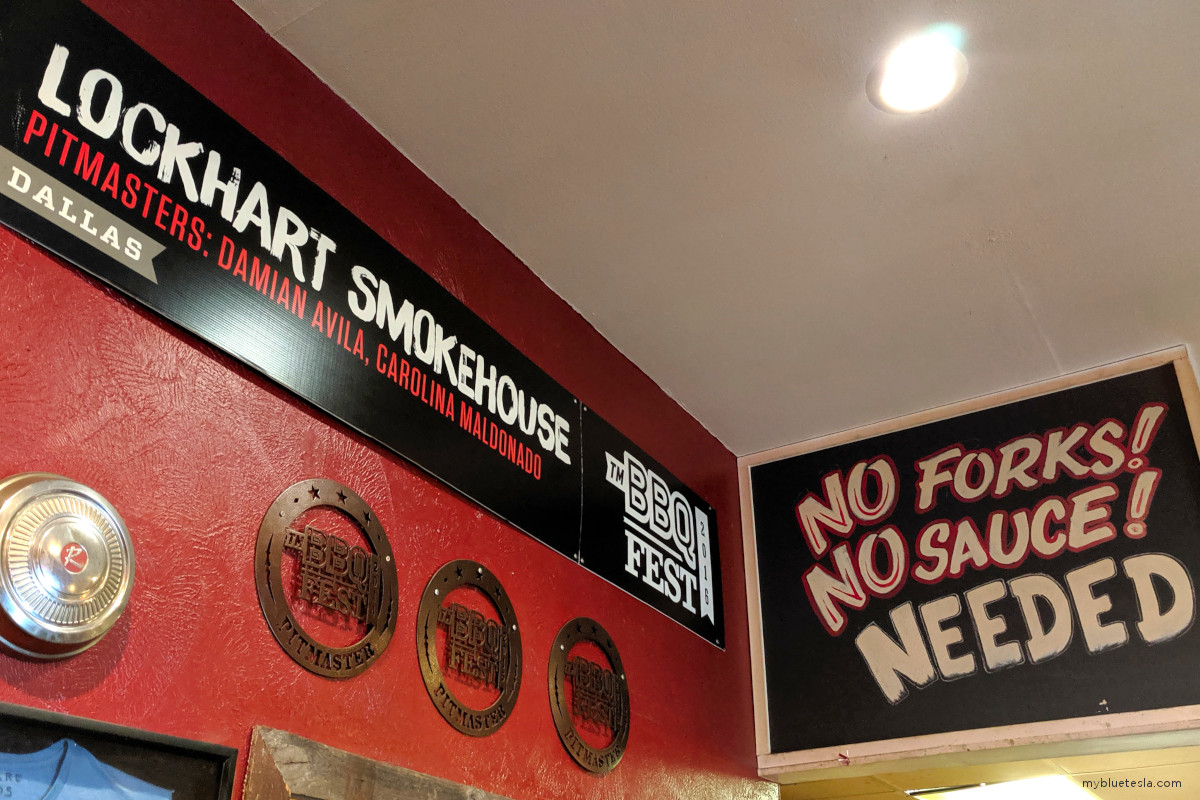 LOCKHART SMOKEHOUSE
PITMASTERS: DAMIAN AVILA, CAROLINA MALDONADO
DALLAS
TM BBQ
FEST
2018
NO FORKS!
NO SAUCE!
NEEDED
R
TM BBQ
FEST
PITMASTER
TM BBQ
FEST
PITMASTER
TM BBQ
FEST
PITMASTER
mybluetesla.com